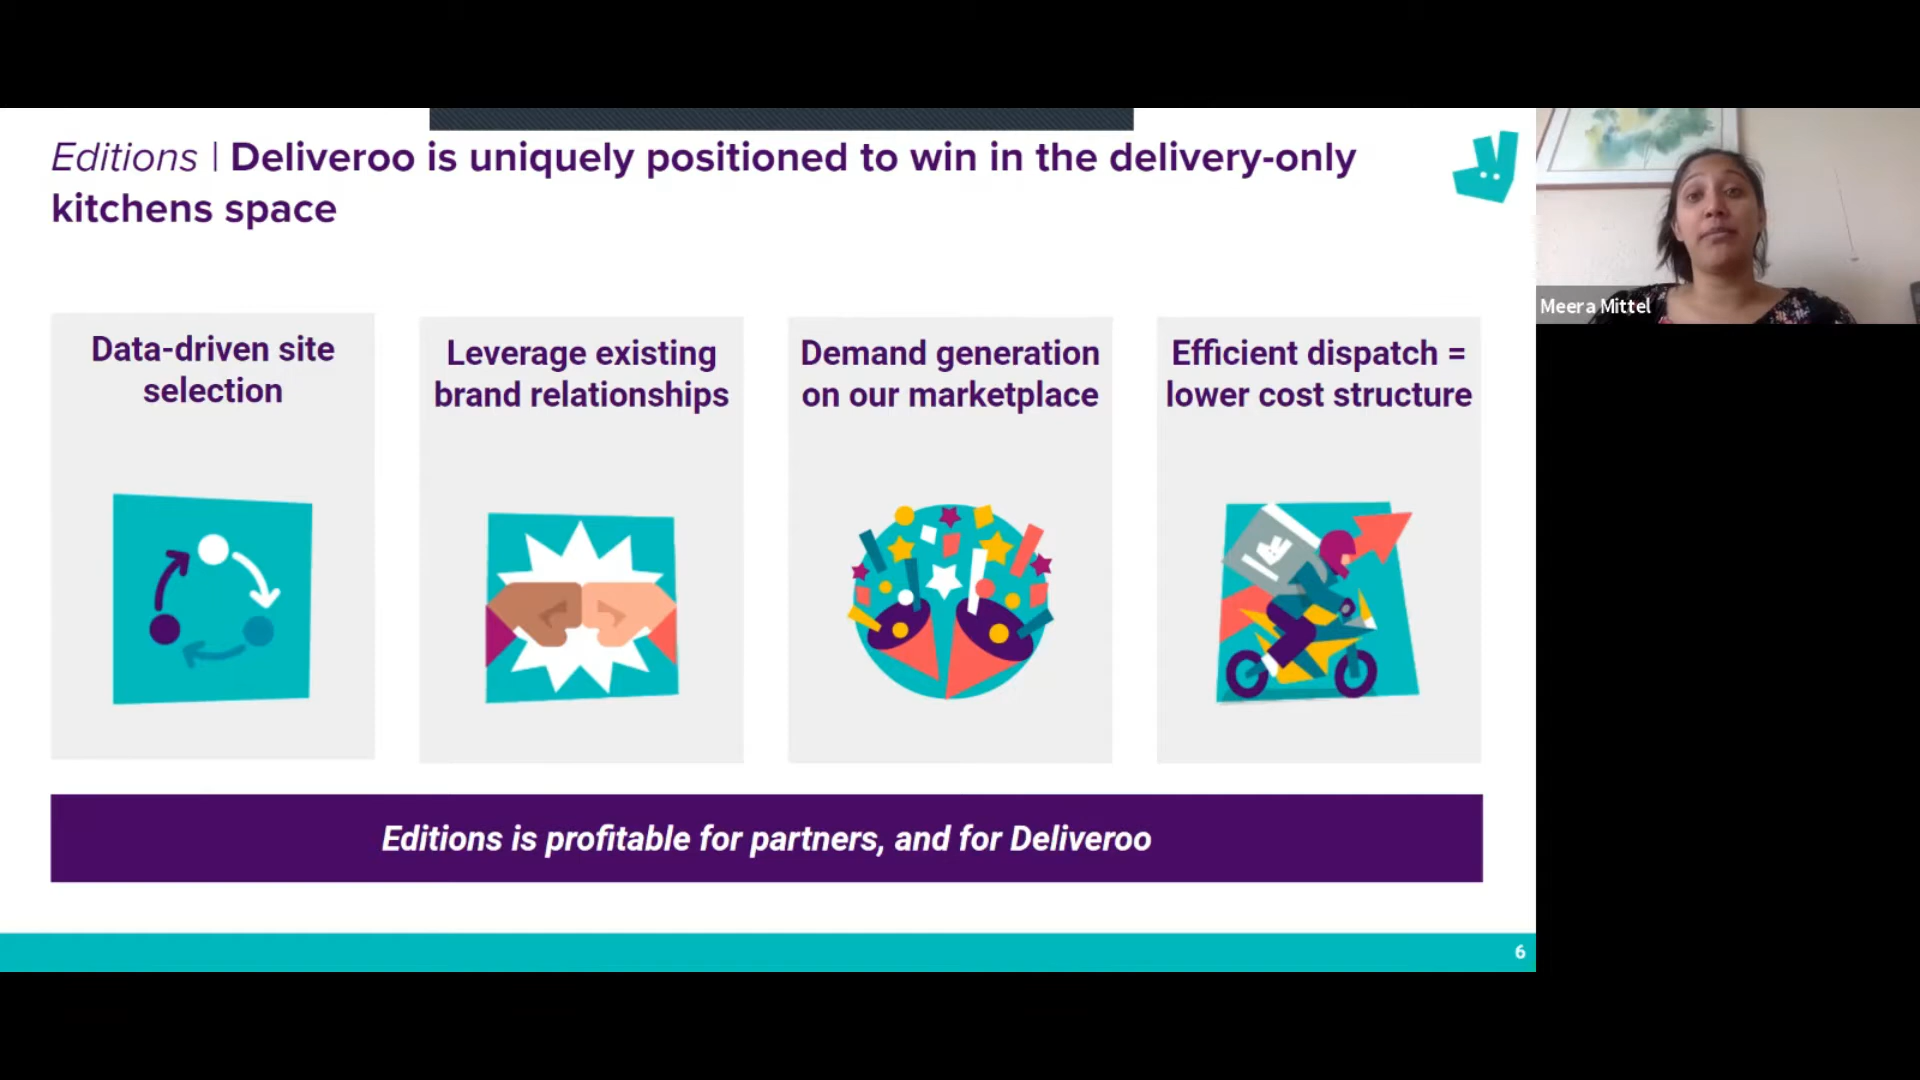 Editions | Deliveroo is uniquely positioned to win in the delivery-only
kitchens space
Data-driven site
selection
Leverage existing
brand relationships
Demand generation
on our marketplace
Efficient dispatch =
lower cost structure
Editions is profitable for partners, and for Deliveroo
6
Meera Mittel